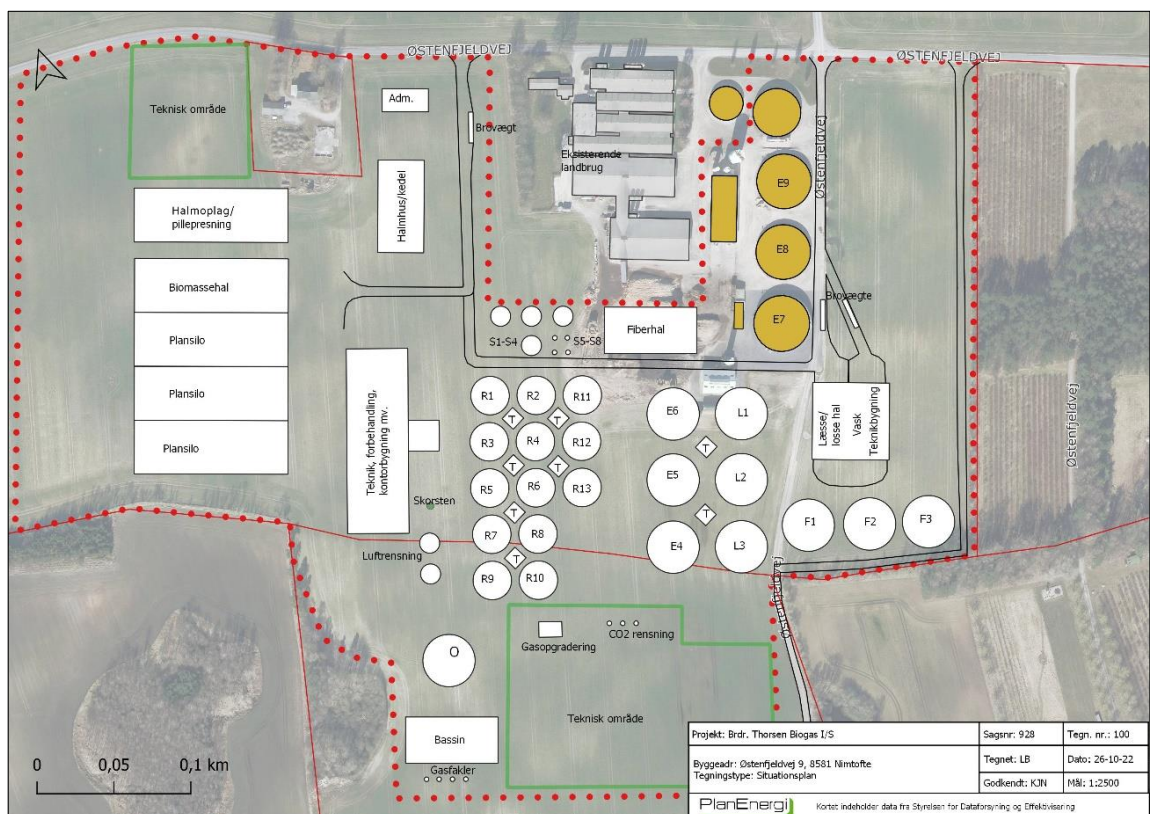 ØSTENFJELDVEJ
ØSTENFJELDVEJ
Teknisk område
Adm.
Brovægt
Eksisterende
landbrug
Østenfjeldvej
E9
Halmoplag/
pillepresning
Halmhus/kedel
E8
Biomassehal
Brovægte
E7
Fiberhal
S1-S4
S5-S8
Plansilo
Plansilo
Plansilo
Teknik, forbehandling,
kontorbygning mv.
R1
R2
R11
E6
L1
Læsse/
losse hal
Vask
Teknikbygning
Østenfjeldvej
T
T
R3
R4
R12
T
T
T
R5
R6
R13
E5
L2
Skorsten
T
T
F1
F2
F3
R7
R8
E4
L3
Luftrensning
T
R9
R10
Østenfjeldvej
CO2 rensning
Gasopgradering
O
Teknisk område
Bassin
Gasfakler
0
0,05
0,1 km
Projekt: Brdr. Thorsen Biogas I/S
Sagsnr: 928
Tegn. nr.: 100
Byggeadr: Østenfjeldvej 9, 8581 Nimtofte
Tegningstype: Situationsplan
Tegnet: LB
Dato: 26-10-22
Godkendt: KJN
Mål: 1:2500
PlanEnergi
Kortet indeholder data fra Styrelsen for Dataforsyning og Effektivisering